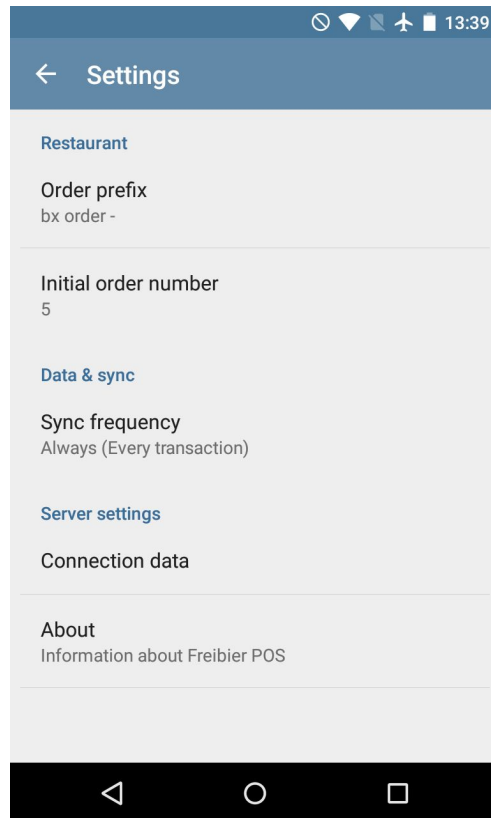 13:39
Settings
Restaurant
Order prefix
bx order -
Initial order number
5
Data & sync
Sync frequency
Always (Every transaction)
Server settings
Connection data
About
Information about Freibier POS